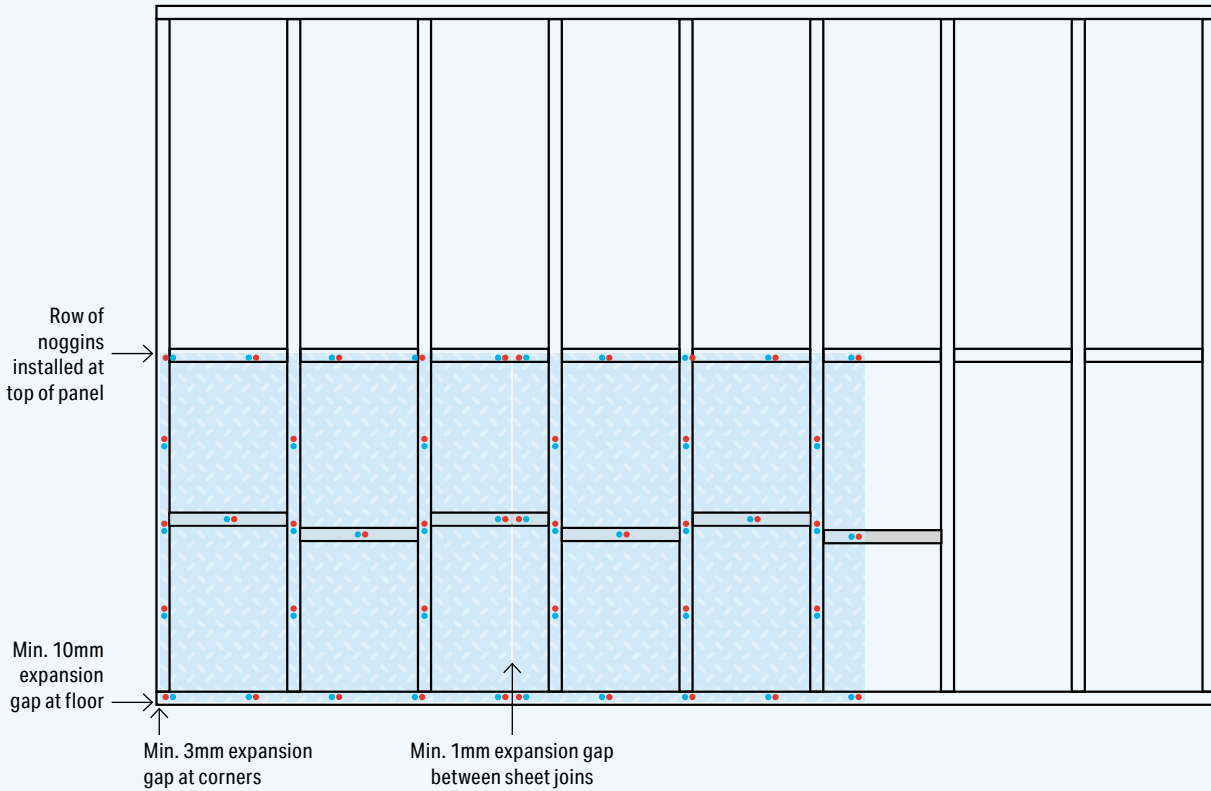 Row of
noggins
installed at
top of panel
Min. 10mm
expansion
gap at floor
Min. 3mm expansion
gap at corners
Min. 1mm expansion gap
between sheet joins